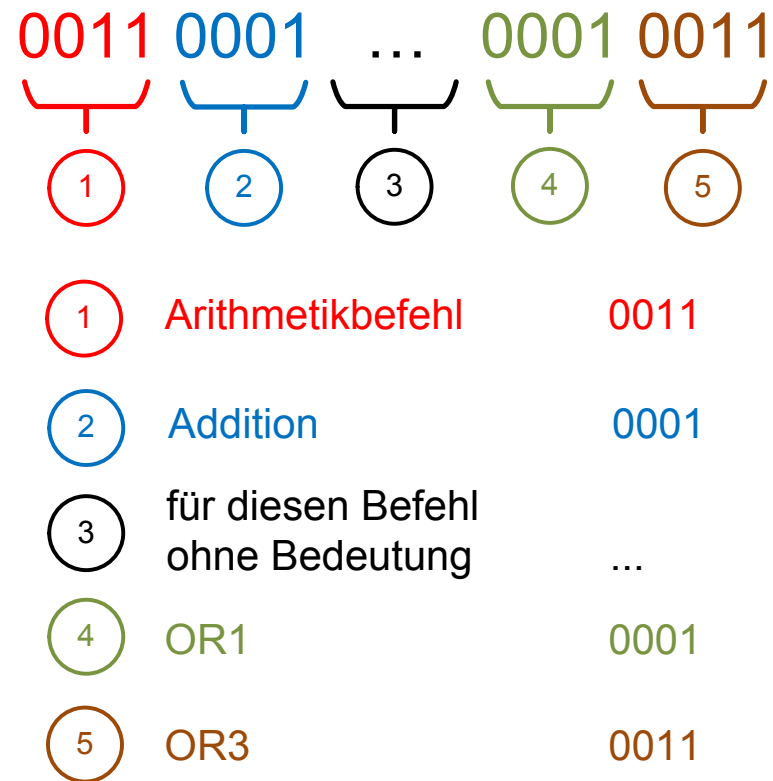 0011 0001 ... 0001 0011
1 2 3 4 5
1 Arithmetikbefehl 0011
2 Addition 0001
für diesen Befehl
3 ohne Bedeutung ...
4 OR1 0001
5 OR3 0011